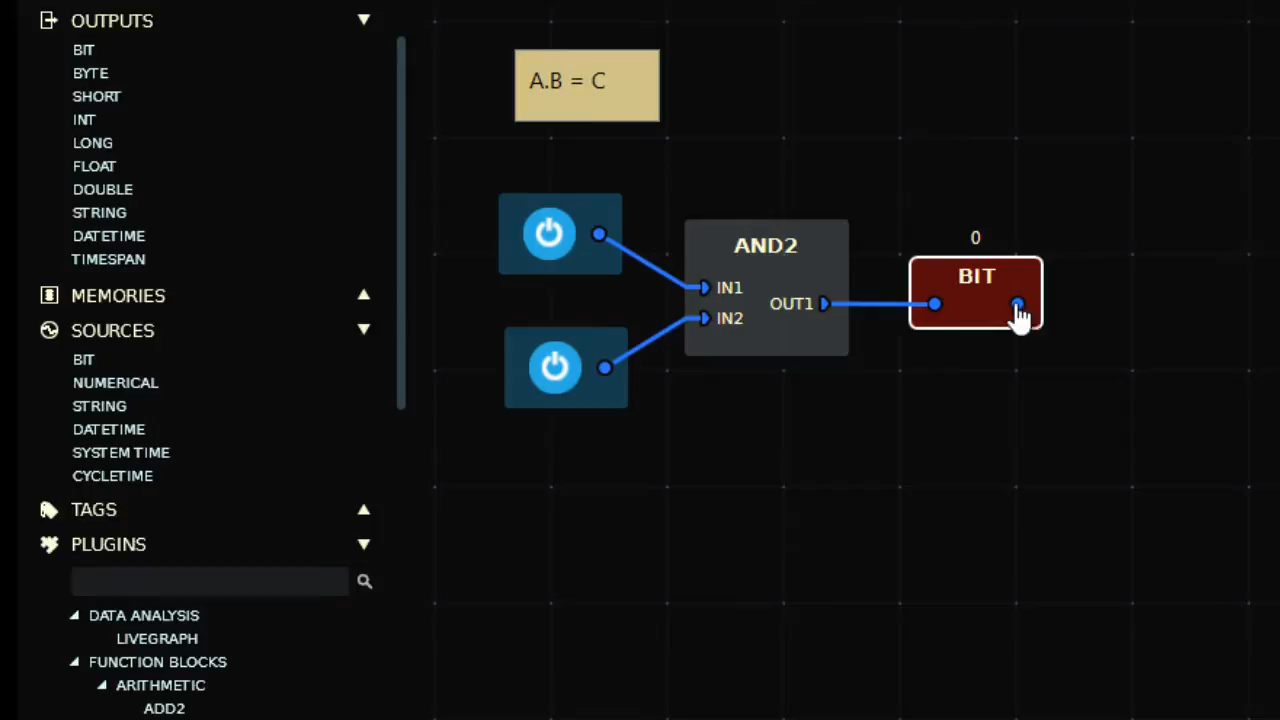 OUTPUTS
BIT
BYTE
SHORT
INT
LONG
FLOAT
DOUBLE
STRING
DATETIME
TIMESPAN
MEMORIES
SOURCES
BIT
NUMERICAL
STRING
DATETIME
SYSTEM TIME
CYCLETIME
TAGS
PLUGINS
DATA ANALYSIS
LIVEGRAPH
FUNCTION BLOCKS
ARITHMETIC
ADD2
A.B = C
AND2
IN1
OUT1
IN2
0
BIT